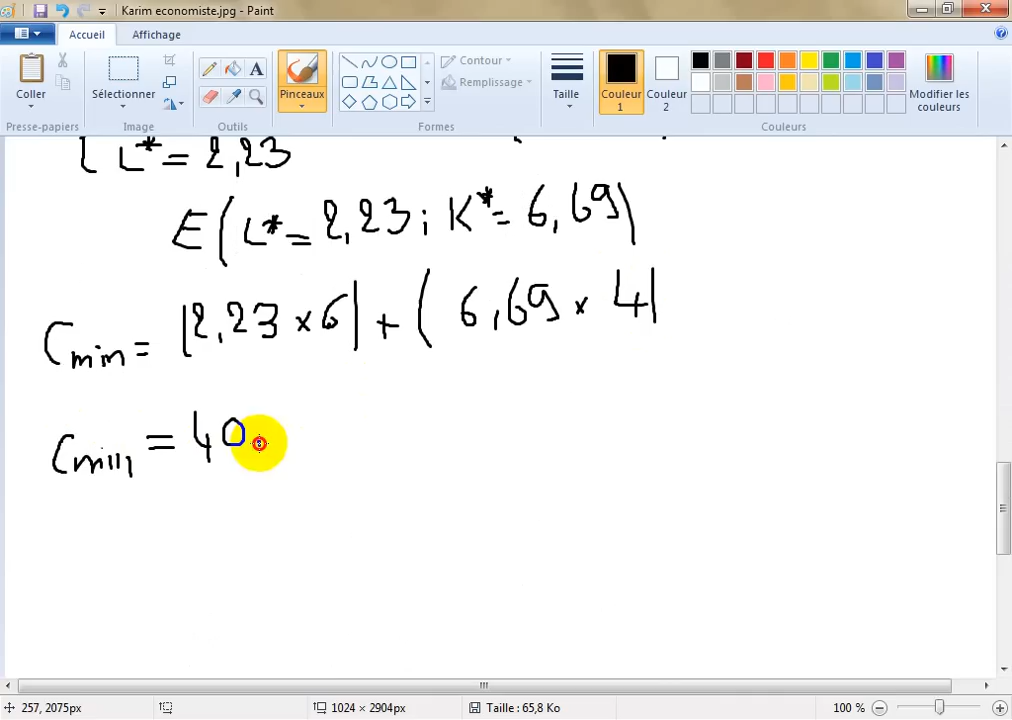 Karim economiste.jpg - Paint
Accueil Affichage
Coller
Sélectionner
A
Pinceaux
Contour
Remplissage
Taille
Couleur 1
Couleur 2
Modifier les couleurs
Presse-papiers Image Outils Formes Couleurs
L* = 2,23
E ( L* = 2,23 ; K* = 6,69 )
Cmin = (2,23 × 6) + ( 6,69 × 4)
Cmin = 40
257, 2075px 1024 × 2904px Taille : 65,8 Ko 100 %